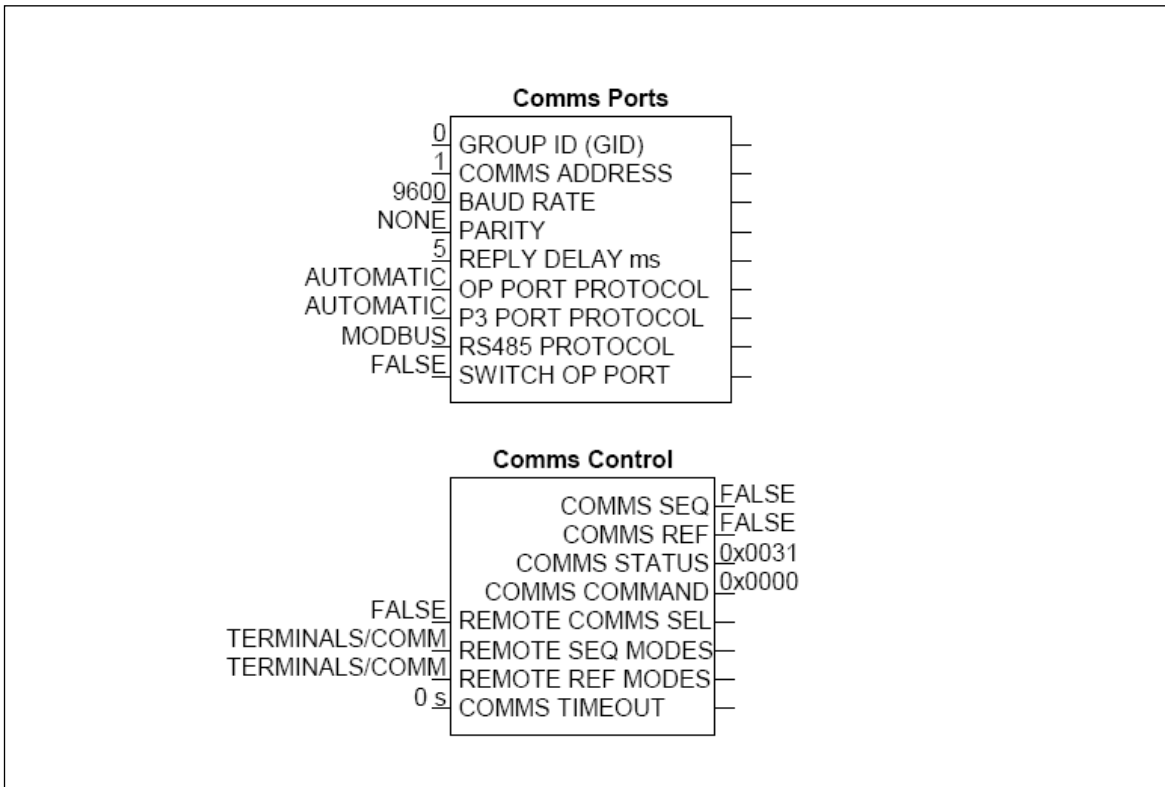 Comms Ports
0 GROUP ID (GID)
1 COMMS ADDRESS
9600 BAUD RATE
NONE PARITY
5 REPLY DELAY ms
AUTOMATIC OP PORT PROTOCOL
AUTOMATIC P3 PORT PROTOCOL
MODBUS RS485 PROTOCOL
FALSE SWITCH OP PORT
Comms Control
COMMS SEQ FALSE
COMMS REF FALSE
COMMS STATUS 0x0031
COMMS COMMAND 0x0000
FALSE REMOTE COMMS SEL
TERMINALS/COMM REMOTE SEQ MODES
TERMINALS/COMM REMOTE REF MODES
0 s COMMS TIMEOUT